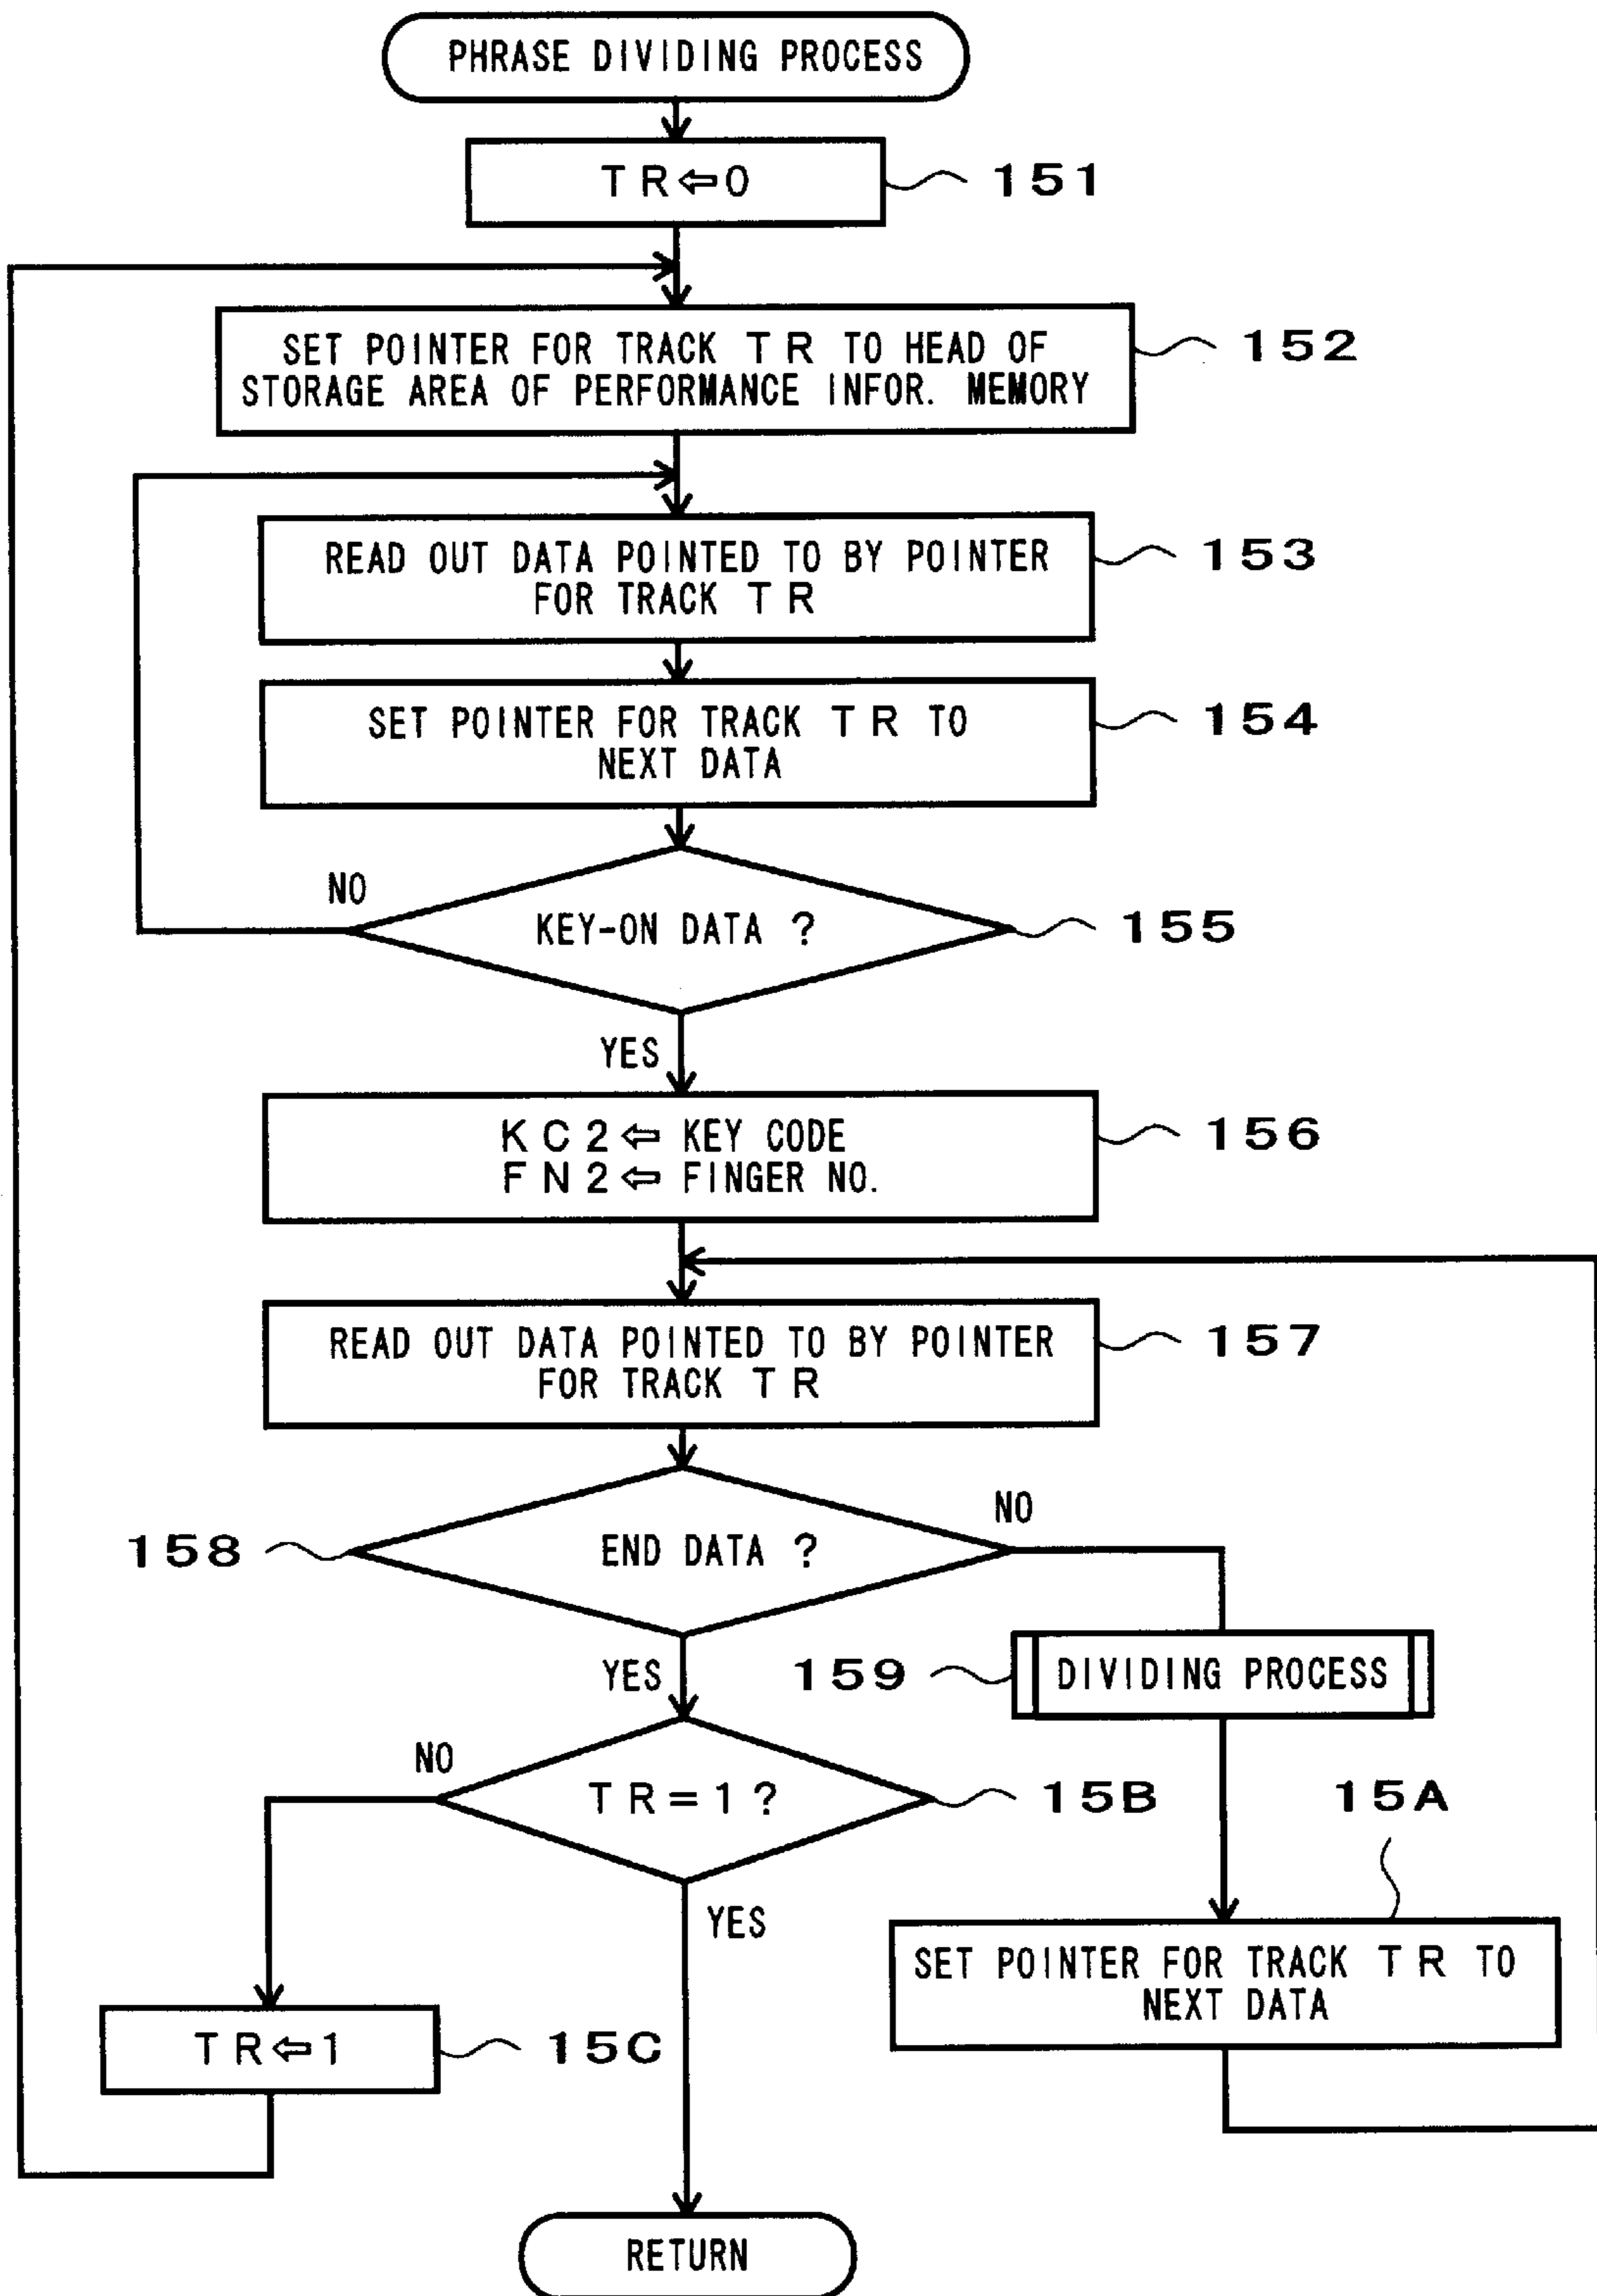 PHRASE DIVIDING PROCESS
TR⇦0
151
SET POINTER FOR TRACK TR TO HEAD OF
STORAGE AREA OF PERFORMANCE INFOR. MEMORY
152
READ OUT DATA POINTED TO BY POINTER
FOR TRACK TR
153
SET POINTER FOR TRACK TR TO
NEXT DATA
154
NO
KEY-ON DATA ?
155
YES
KC2⇦ KEY CODE
FN2⇦ FINGER NO.
156
READ OUT DATA POINTED TO BY POINTER
FOR TRACK TR
157
NO
158
END DATA ?
YES
159
DIVIDING PROCESS
NO
TR=1?
15B
15A
YES
SET POINTER FOR TRACK TR TO
NEXT DATA
TR⇦1
15C
RETURN